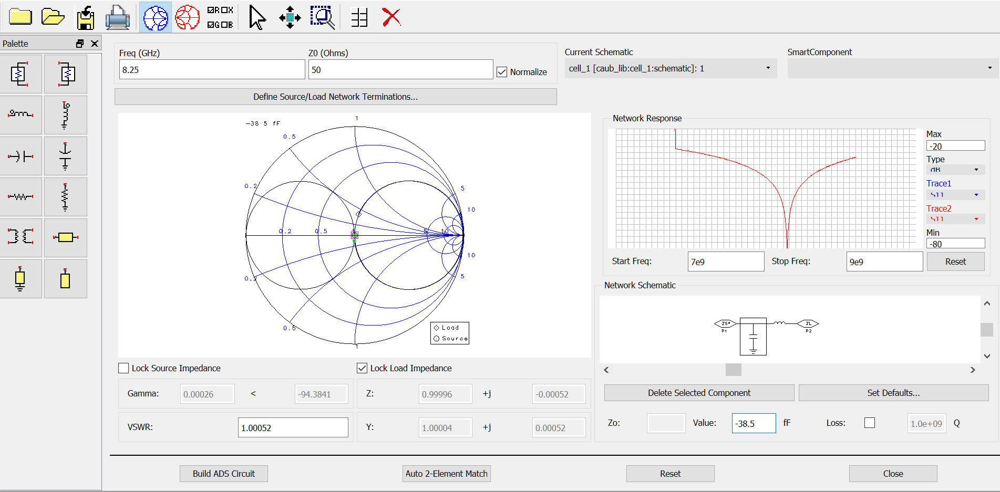 R X
G B
Palette
Freq (GHz)
Z0 (Ohms)
8.25
50
Normalize
Current Schematic
SmartComponent
cell_1 [caub_lib:cell_1:schematic]: 1
Define Source/Load Network Terminations...
-38 5 fF
1
0.5
0.2
5
10
0.2 0.5 1 5 10
10
0.2
5
0.5
1
Load
Source
Network Response
Max
-20
Type
dB
Trace1
S11
Trace2
S11
Min
-80
Start Freq:
7e9
Stop Freq:
9e9
Reset
Network Schematic
ZS*
P1
ZL
P2
Lock Source Impedance
Lock Load Impedance
Gamma:
0.00026
<
-94.3841
Z:
0.99996
+j
-0.00052
VSWR:
1.00052
Y:
1.00004
+j
0.00052
Delete Selected Component
Set Defaults...
Zo:
Value:
-38.5
fF
Loss:
1.0e+09
Q
Build ADS Circuit
Auto 2-Element Match
Reset
Close